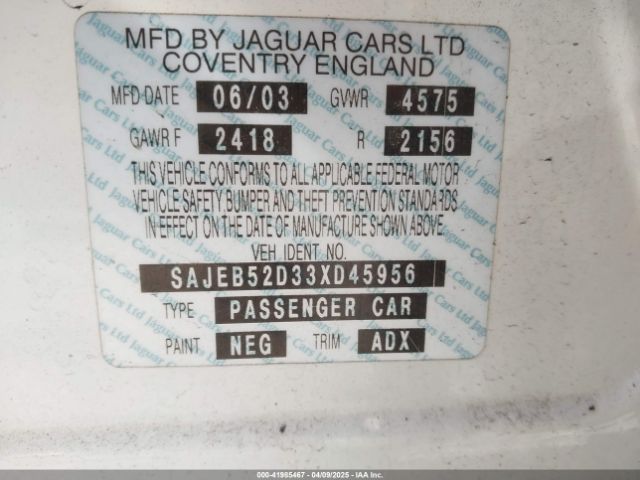 MFD BY JAGUAR CARS LTD
COVENTRY ENGLAND
MFD DATE 06/03 GVWR 4575
GAWR F 2418 R 2156
THIS VEHICLE CONFORMS TO ALL APPLICABLE FEDERAL MOTOR
VEHICLE SAFETY BUMPER AND THEFT PREVENTION STANDARDS
IN EFFECT ON THE DATE OF MANUFACTURE SHOWN ABOVE.
VEH IDENT NO.
SAJEB52D33XD45956
TYPE PASSENGER CAR
PAINT NEG TRIM ADX
000-41985467 04/09/2025 Copart